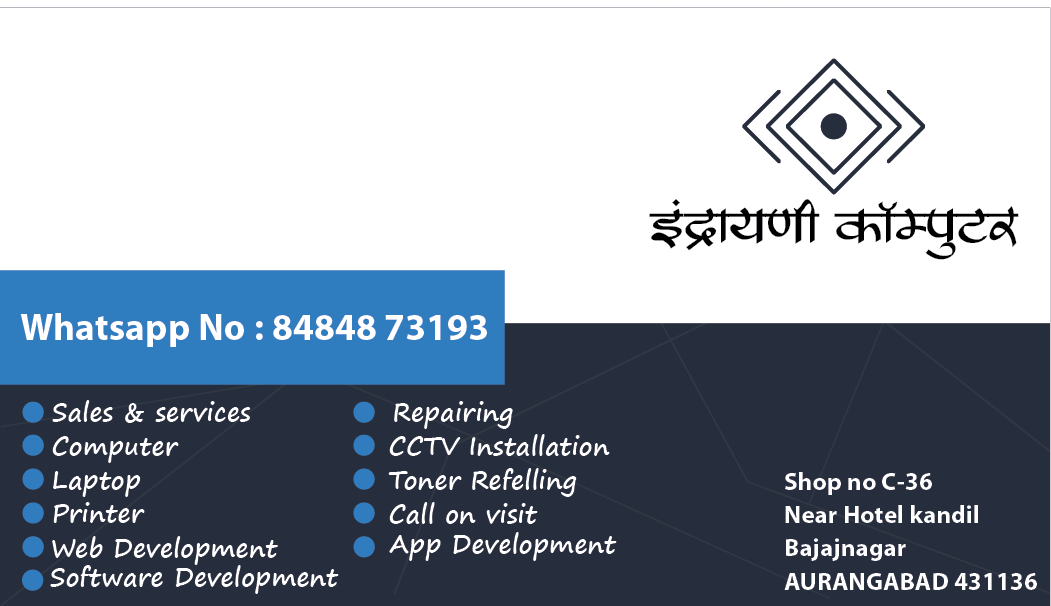 इंद्रायणी कॉम्पुटर
Whatsapp No : 84848 73193
Sales & services
Computer
Laptop
Printer
Web Development
Software Development
Repairing
CCTV Installation
Toner Refelling
Call on visit
App Development
Shop no C-36
Near Hotel kandil
Bajajnagar
AURANGABAD 431136